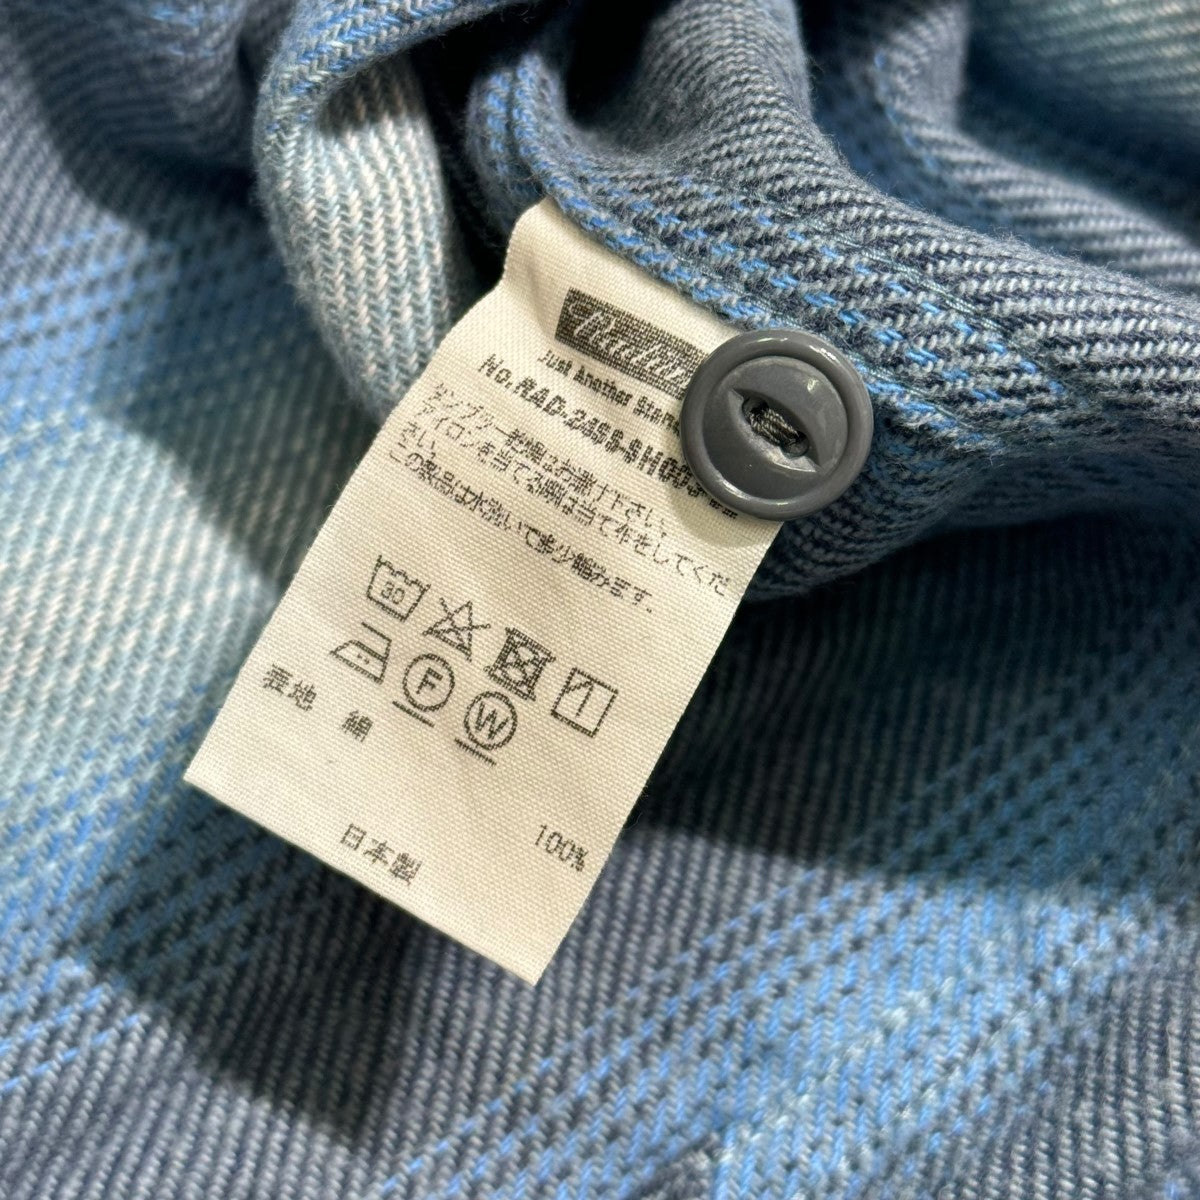 Radiall
Just Another Standard
No.RAD-24SS-SH003
タンブラー乾燥はお避け下さい。
アイロンを当てる際は当て布をしてくだ
さい。
この製品は水洗いで多少縮みます。
30
F
W
表地 綿
100%
日本製